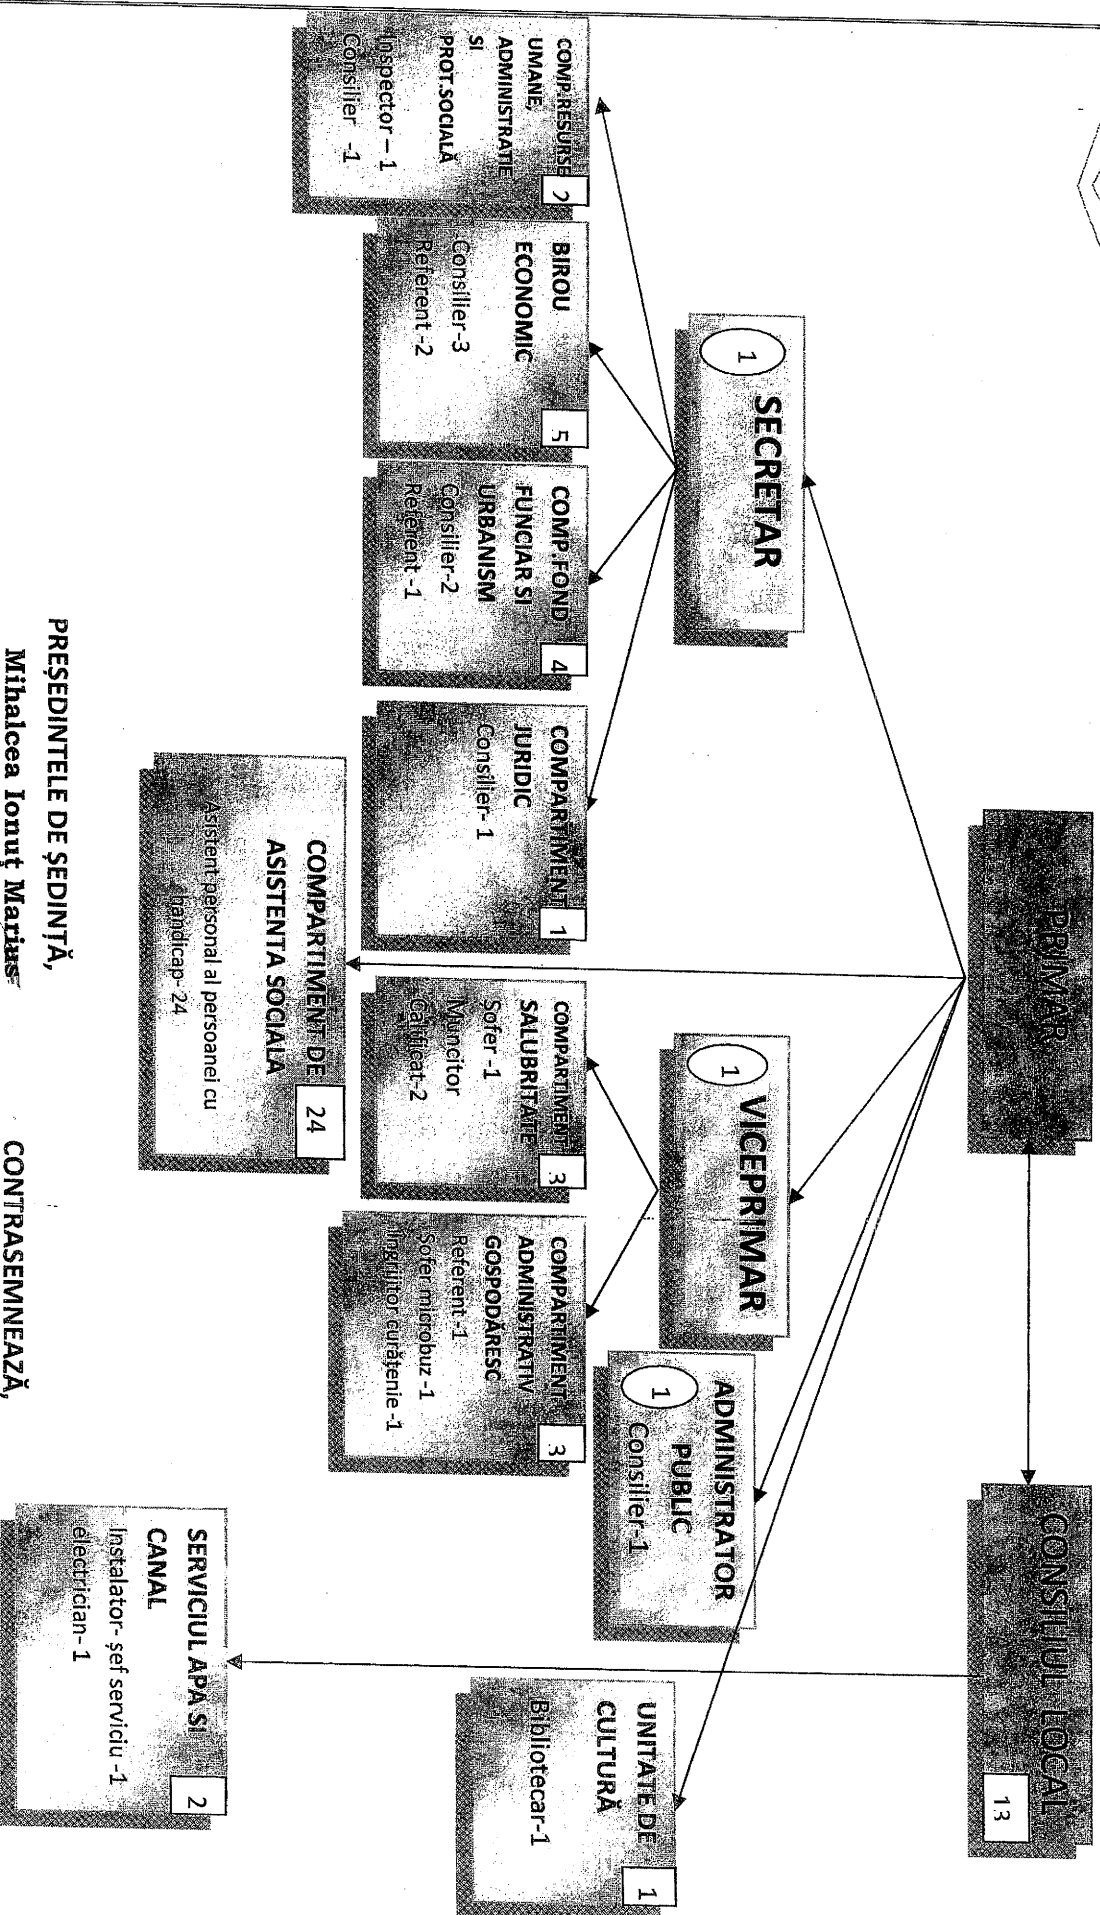 PRIMAR
CONSILIUL LOCAL
13
1
SECRETAR
1
VICEPRIMAR
ADMINISTRATOR
PUBLIC
1
Consilier-1
UNITATE DE
CULTURĂ
Bibliotecar-1
1
COMP.RESURSE
UMANE,
ADMINISTRATIE
SI
PROT.SOCIALĂ
Inspector – 1
Consilier -1
2
BIROU
ECONOMIC
Consilier-3
Referent -2
5
COMP.FOND
FUNCIAR SI
URBANISM
Consilier-2
Referent -1
4
COMPARTIMENT
JURIDIC
Consilier- 1
1
COMPARTIMENT
SALUBRITATE
Sofer -1
Muncitor
Calificat-2
3
COMPARTIMENT
ADMINISTRATIV
GOSPODĂRESC
Referent -1
Sofer microbuz -1
Ingrijitor curăţenie -1
3
COMPARTIMENT DE
ASISTENTA SOCIALA
Asistent personal al persoanei cu
handicap- 24
24
SERVICIUL APA SI
CANAL
Instalator- şef serviciu -1
electrician- 1
2
PREŞEDINTELE DE ŞEDINŢĂ,
Mihalcea Ionuţ Marius
CONTRASEMNEAZĂ,